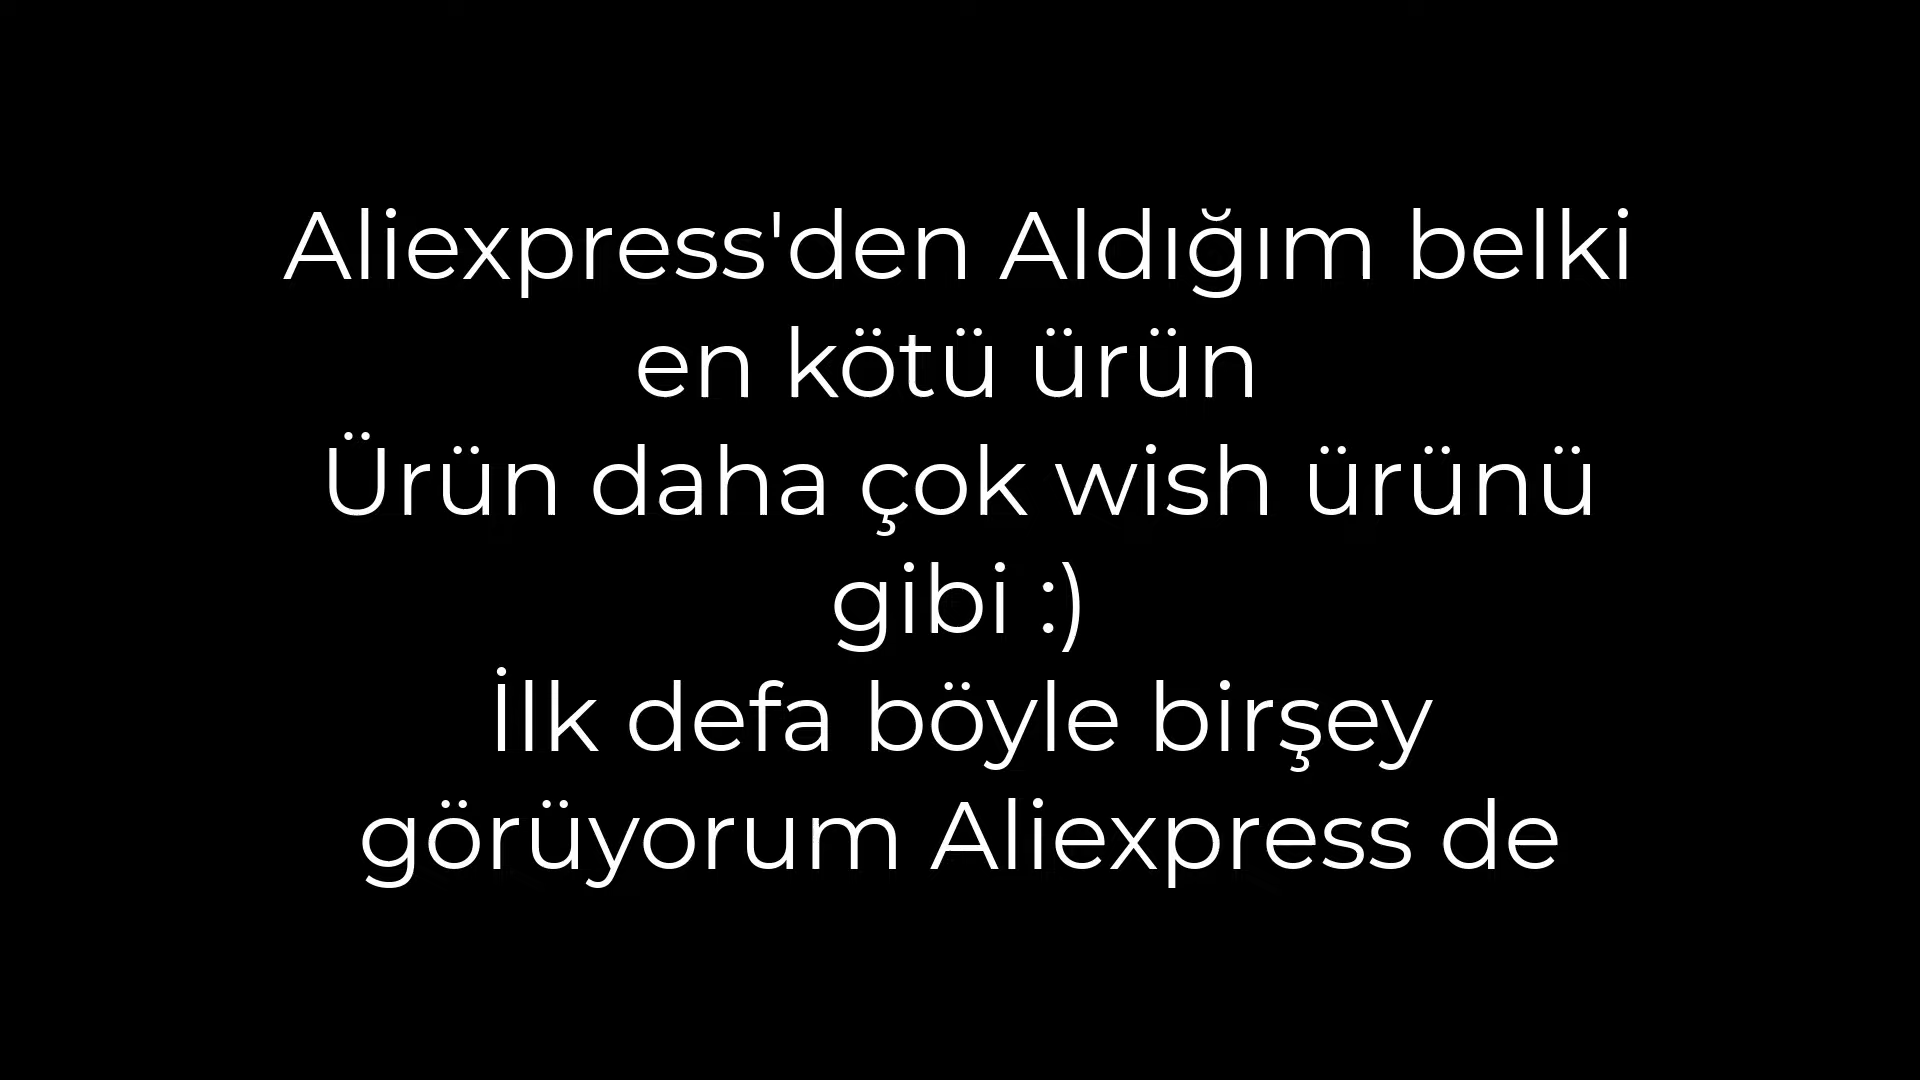 Aliexpress'den Aldığım belki
en kötü ürün
Ürün daha çok wish ürünü
gibi :)
İlk defa böyle birşey
görüyorum Aliexpress de